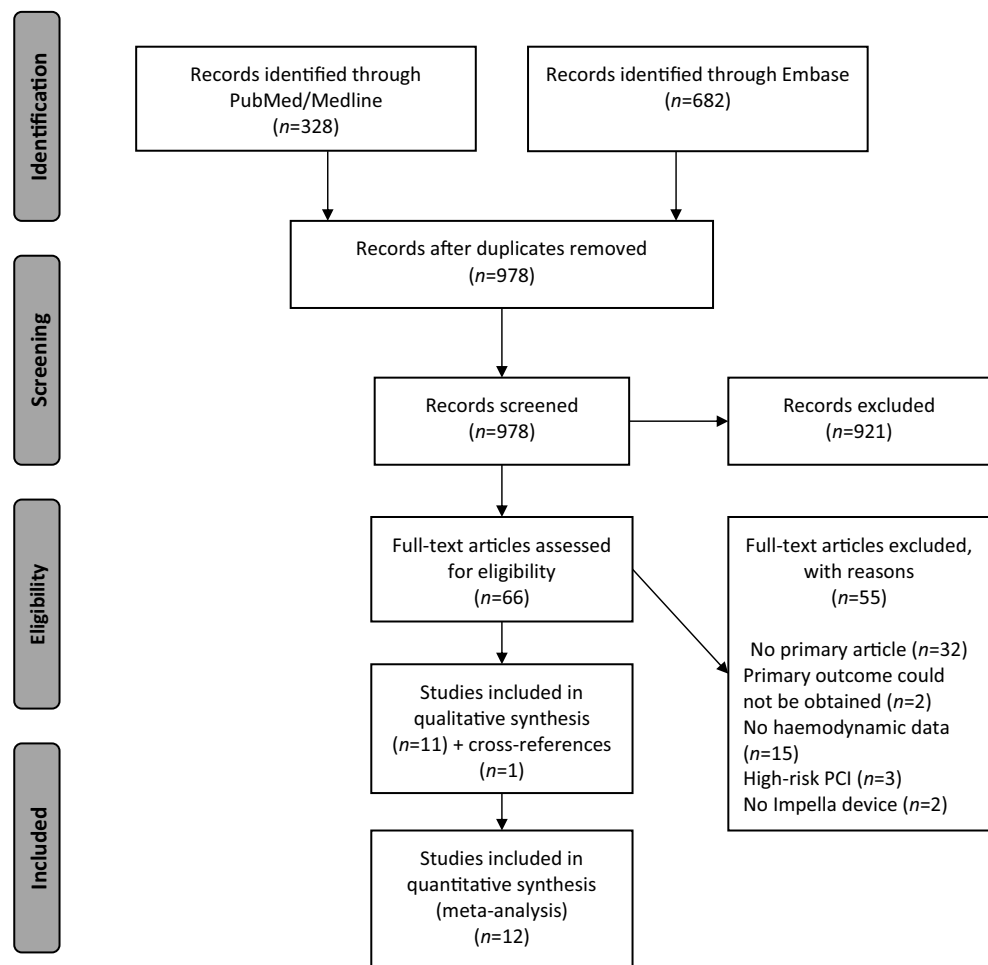 Identification
Records identified through
PubMed/Medline
(n=328)
Records identified through Embase
(n=682)
Records after duplicates removed
(n=978)
Screening
Records screened
(n=978)
Records excluded
(n=921)
Eligibility
Full-text articles assessed
for eligibility
(n=66)
Full-text articles excluded,
with reasons
(n=55)
No primary article (n=32)
Primary outcome could
not be obtained (n=2)
No haemodynamic data
(n=15)
High-risk PCI (n=3)
No Impella device (n=2)
Studies included in
qualitative synthesis
(n=11) + cross-references
(n=1)
Included
Studies included in
quantitative synthesis
(meta-analysis)
(n=12)